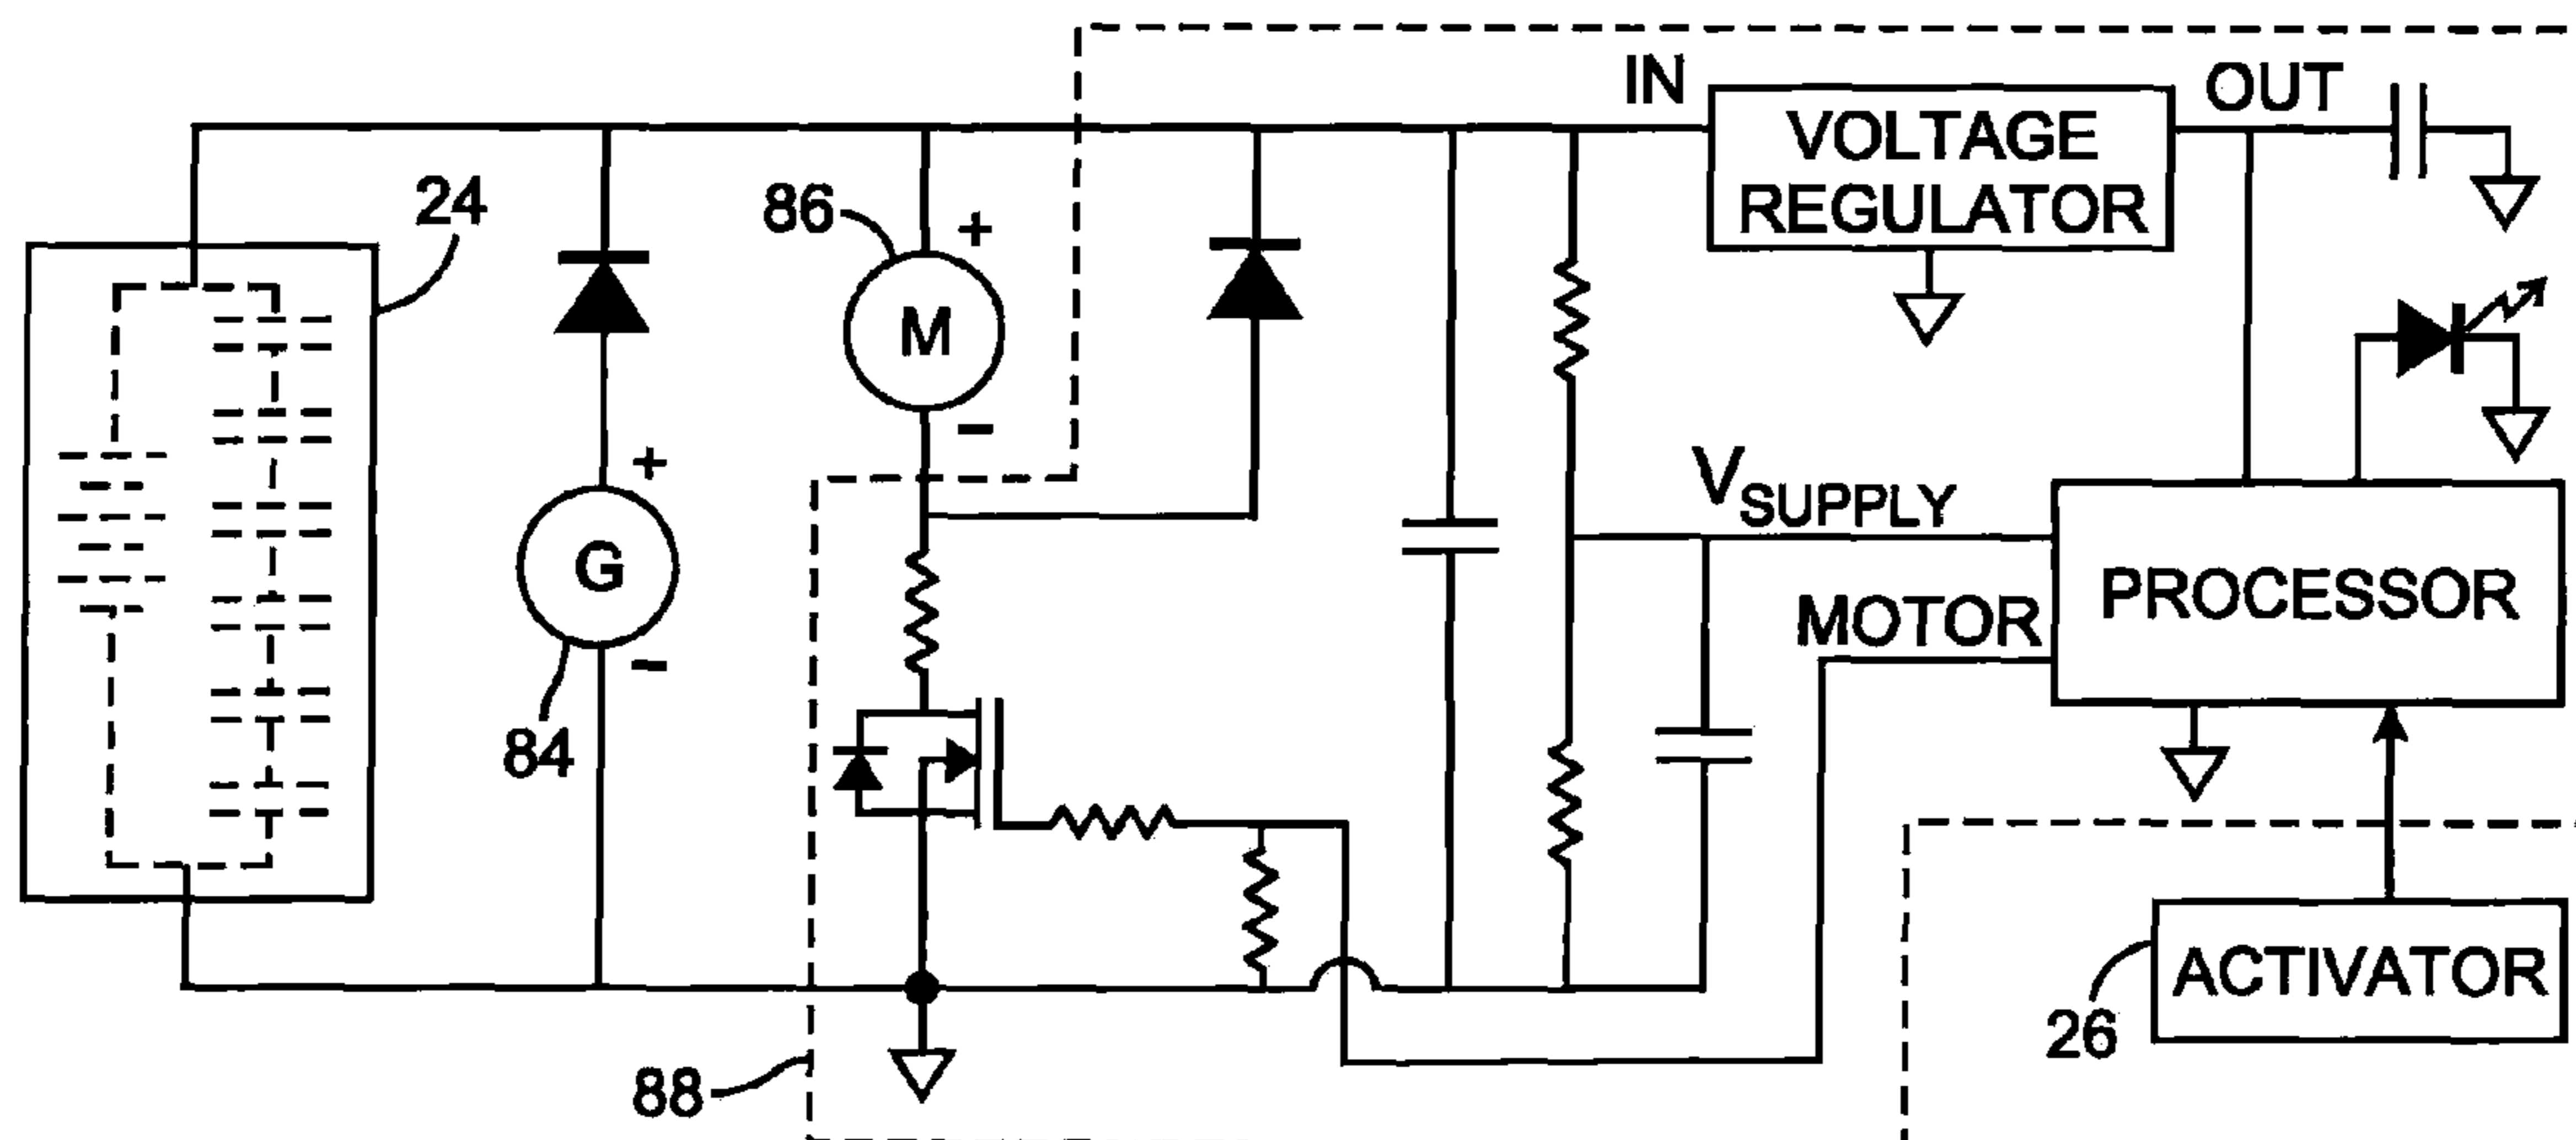 IN
OUT
VOLTAGE
REGULATOR
24
86
+
M
−
+
G
−
84
VSUPPLY
MOTOR
PROCESSOR
ACTIVATOR
26
88